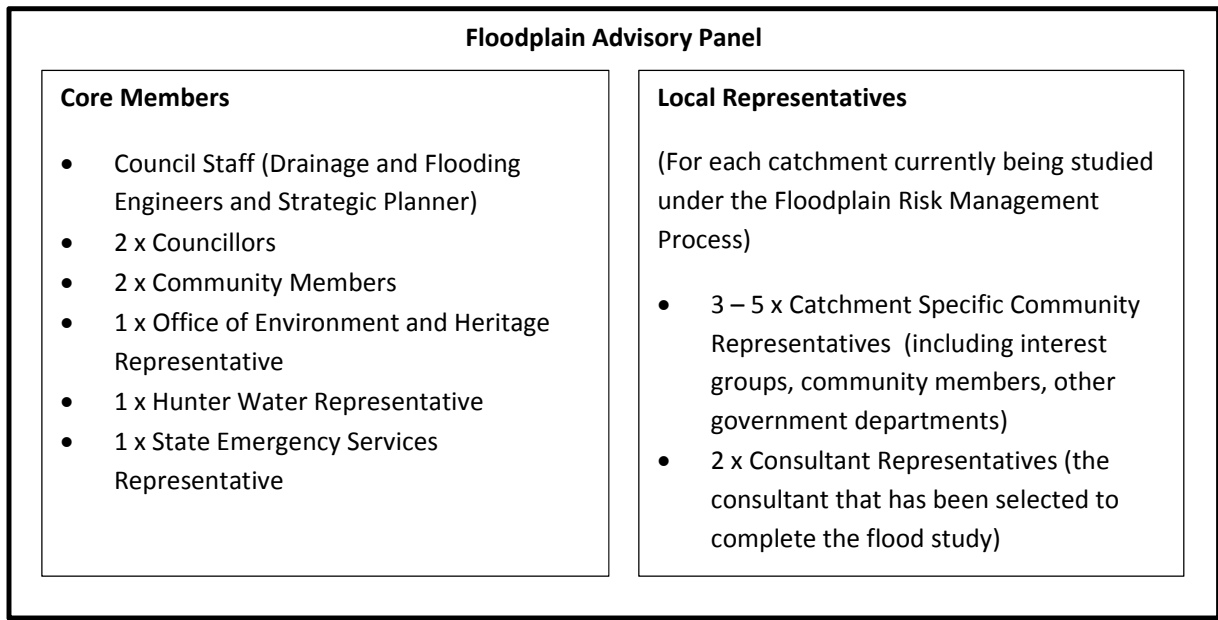 Floodplain Advisory Panel
Core Members
• Council Staff (Drainage and Flooding
Engineers and Strategic Planner)
• 2 x Councillors
• 2 x Community Members
• 1 x Office of Environment and Heritage
Representative
• 1 x Hunter Water Representative
• 1 x State Emergency Services
Representative
Local Representatives
(For each catchment currently being studied
under the Floodplain Risk Management
Process)
• 3 – 5 x Catchment Specific Community
Representatives (including interest
groups, community members, other
government departments)
• 2 x Consultant Representatives (the
consultant that has been selected to
complete the flood study)